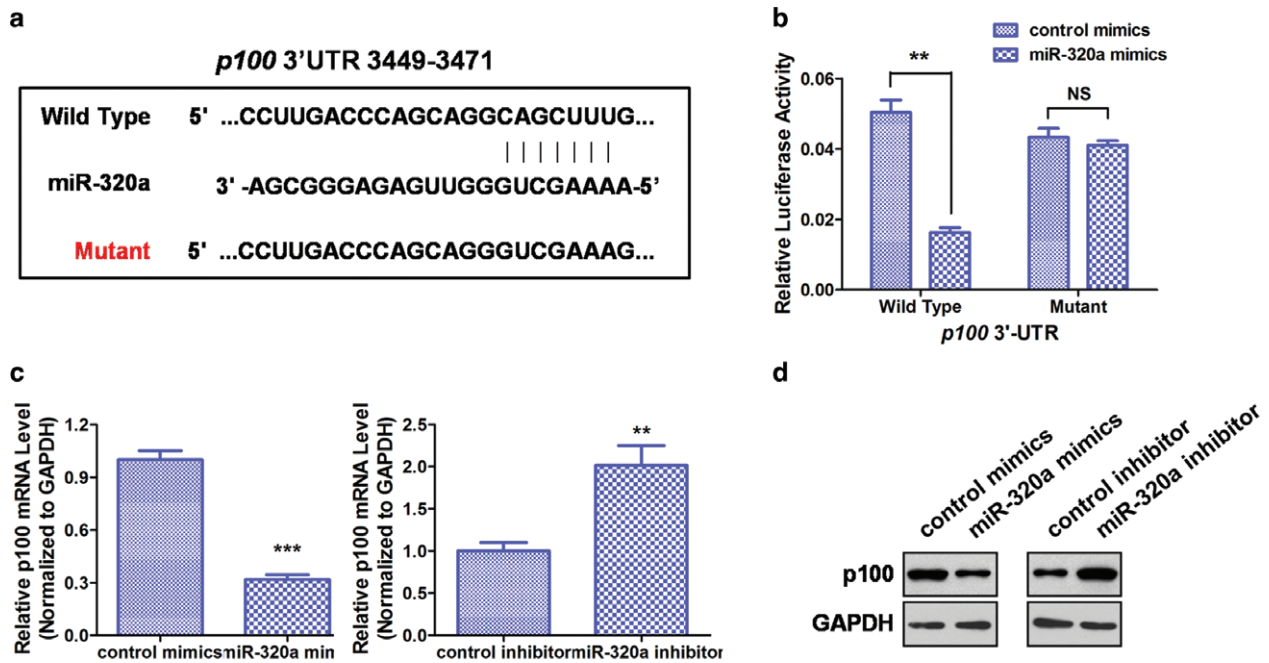 a
p100 3'UTR 3449-3471
Wild Type 5' ...CCUUGACCCAGCAGGCAGCUUUG...
miR-320a 3' -AGCGGGAGAGUUGGGUCGAAAA-5'
Mutant 5' ...CCUUGACCCAGCAGGGUCGAAAG...
b
control mimics
miR-320a mimics
Relative Luciferase Activity
0.06
0.04
0.02
0.00
**
NS
Wild Type Mutant
p100 3'-UTR
c
Relative p100 mRNA Level
(Normalized to GAPDH)
1.2
0.9
0.6
0.3
0.0
***
control mimics miR-320a mim
Relative p100 mRNA Level
(Normalized to GAPDH)
2.5
2.0
1.5
1.0
0.5
0.0
**
control inhibitor miR-320a inhibitor
d
control mimics
miR-320a mimics
control inhibitor
miR-320a inhibitor
p100
GAPDH